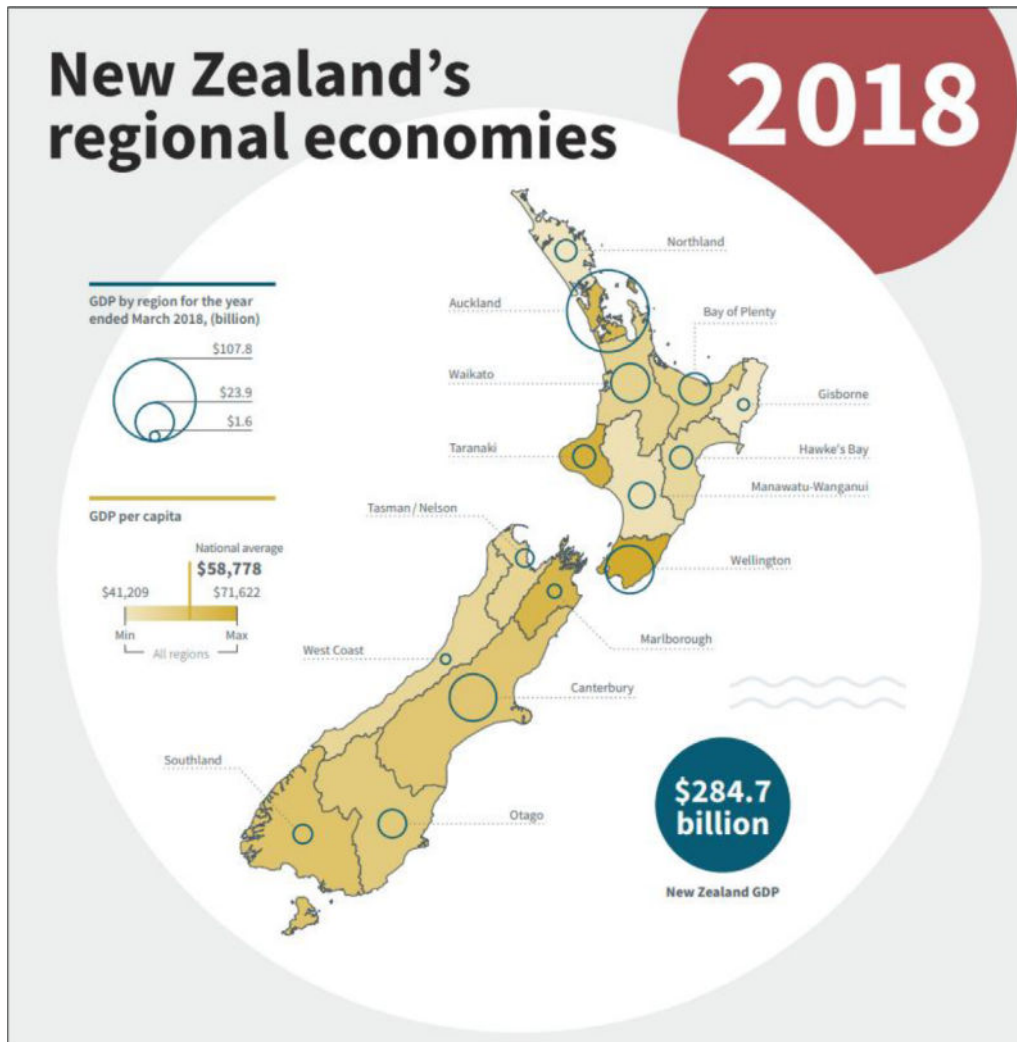 New Zealand's
regional economies
2018
GDP by region for the year
ended March 2018, (billion)
$107.8
$23.9
$1.6
GDP per capita
National average
$58,778
$41,209
$71,622
Min
Max
All regions
Northland
Auckland
Bay of Plenty
Waikato
Gisborne
Taranaki
Hawke's Bay
Manawatu-Wanganui
Tasman / Nelson
Wellington
Marlborough
West Coast
Canterbury
Southland
Otago
$284.7
billion
New Zealand GDP